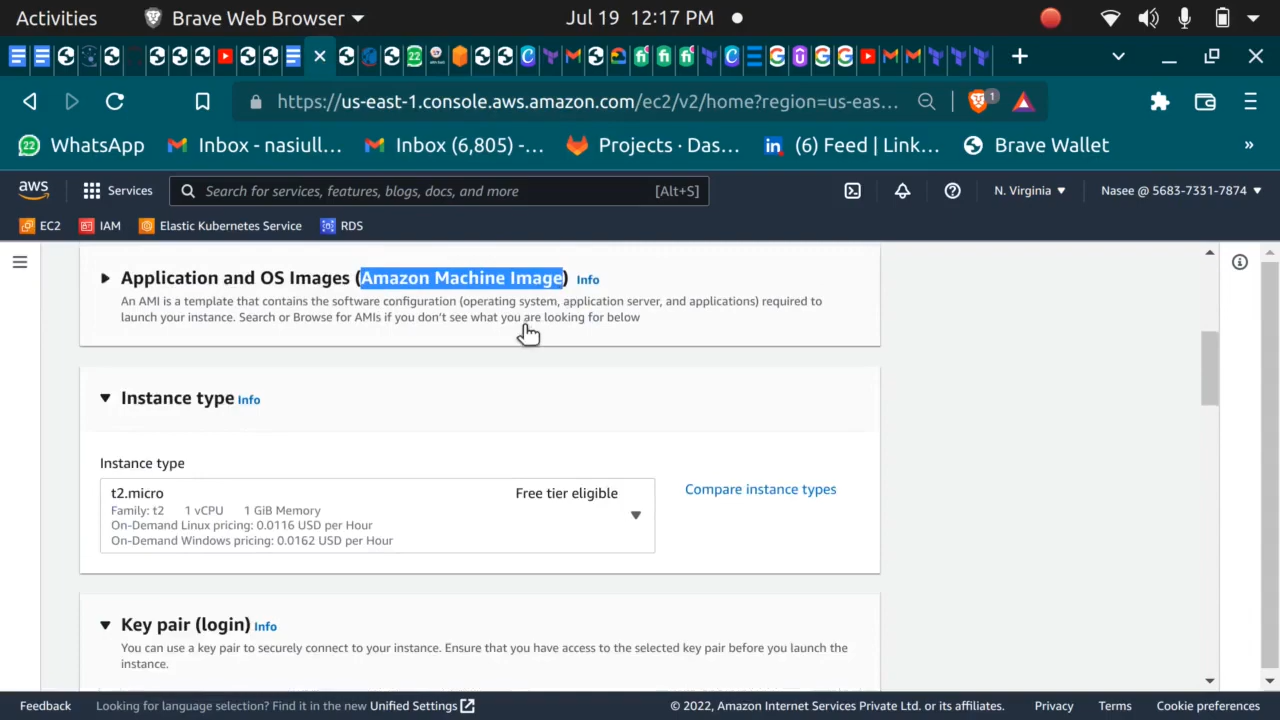 Activities
Brave Web Browser
Jul 19 12:17 PM
https://us-east-1.console.aws.amazon.com/ec2/v2/home?region=us-eas...
1
22
WhatsApp
Inbox - nasiull...
Inbox (6,805) -...
Projects · Das...
(6) Feed | Link...
Brave Wallet
»
aws
Services
Search for services, features, blogs, docs, and more
[Alt+S]
N. Virginia
Nasee @ 5683-7331-7874
EC2
IAM
Elastic Kubernetes Service
RDS
Application and OS Images (Amazon Machine Image) Info
An AMI is a template that contains the software configuration (operating system, application server, and applications) required to
launch your instance. Search or Browse for AMIs if you don't see what you are looking for below
Instance type Info
Instance type
t2.micro
Free tier eligible
Family: t2 1 vCPU 1 GiB Memory
On-Demand Linux pricing: 0.0116 USD per Hour
On-Demand Windows pricing: 0.0162 USD per Hour
Compare instance types
Key pair (login) Info
You can use a key pair to securely connect to your instance. Ensure that you have access to the selected key pair before you launch the
instance.
Feedback
Looking for language selection? Find it in the new Unified Settings
© 2022, Amazon Internet Services Private Ltd. or its affiliates.
Privacy
Terms
Cookie preferences